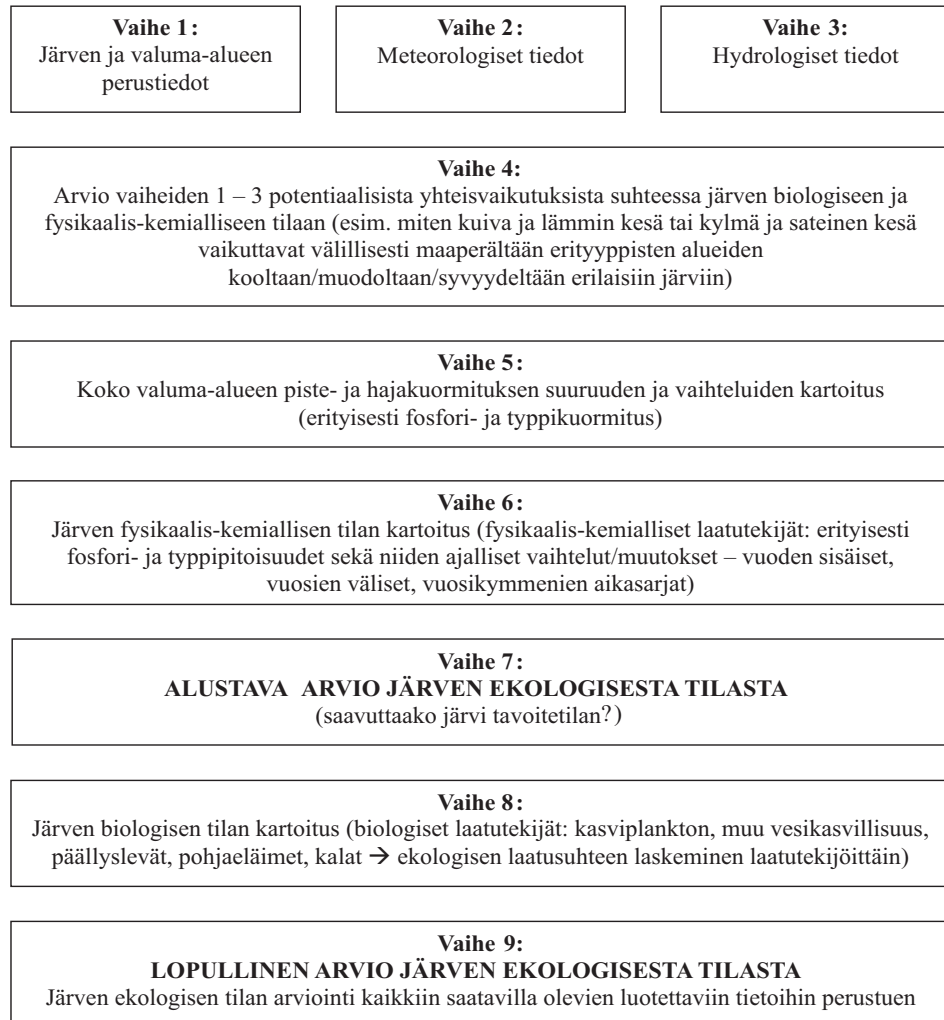 Vaihe 1:
Järven ja valuma-alueen
perustiedot
Vaihe 2:
Meteorologiset tiedot
Vaihe 3:
Hydrologiset tiedot
Vaihe 4:
Arvio vaiheiden 1 – 3 potentiaalisista yhteisvaikutuksista suhteessa järven biologiseen ja
fysikaalis-kemialliseen tilaan (esim. miten kuiva ja lämmin kesä tai kylmä ja sateinen kesä
vaikuttavat välillisesti maaperältään erityyppisten alueiden
kooltaan/muodoltaan/syvyydeltään erilaisiin järviin)
Vaihe 5:
Koko valuma-alueen piste- ja hajakuormituksen suuruuden ja vaihteluiden kartoitus
(erityisesti fosfori- ja typpikuormitus)
Vaihe 6:
Järven fysikaalis-kemiallisen tilan kartoitus (fysikaalis-kemialliset laatutekijät: erityisesti
fosfori- ja typpipitoisuudet sekä niiden ajalliset vaihtelut/muutokset – vuoden sisäiset,
vuosien väliset, vuosikymmenien aikasarjat)
Vaihe 7:
ALUSTAVA ARVIO JÄRVEN EKOLOGISESTA TILASTA
(saavuttaako järvi tavoitetilan?)
Vaihe 8:
Järven biologisen tilan kartoitus (biologiset laatutekijät: kasviplankton, muu vesikasvillisuus,
päällyslevät, pohjaeläimet, kalat → ekologisen laatusuhteen laskeminen laatutekijöittäin)
Vaihe 9:
LOPULLINEN ARVIO JÄRVEN EKOLOGISESTA TILASTA
Järven ekologisen tilan arviointi kaikkiin saatavilla olevien luotettaviin tietoihin perustuen